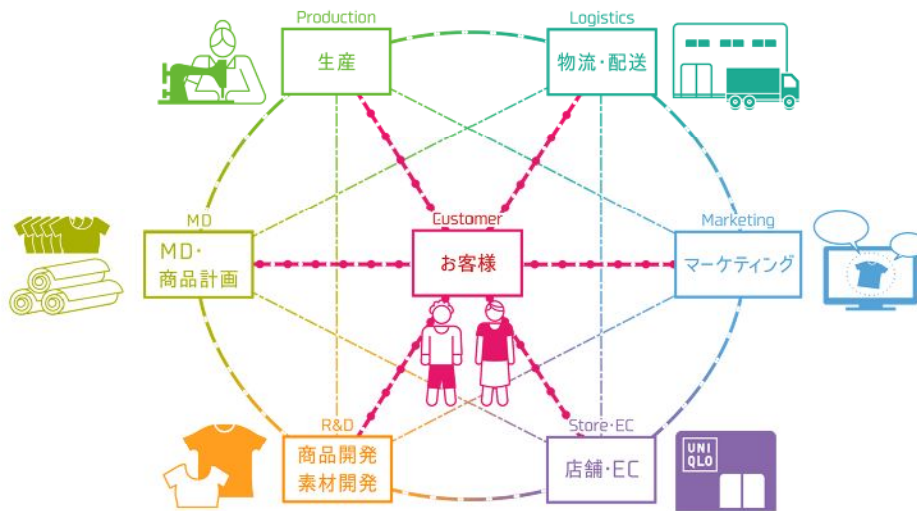 Production
生産
Logistics
物流・配送
MD
MD・
商品計画
Customer
お客様
Marketing
マーケティング
R&D
商品開発
素材開発
Store・EC
店舗・EC
UNI
QLO